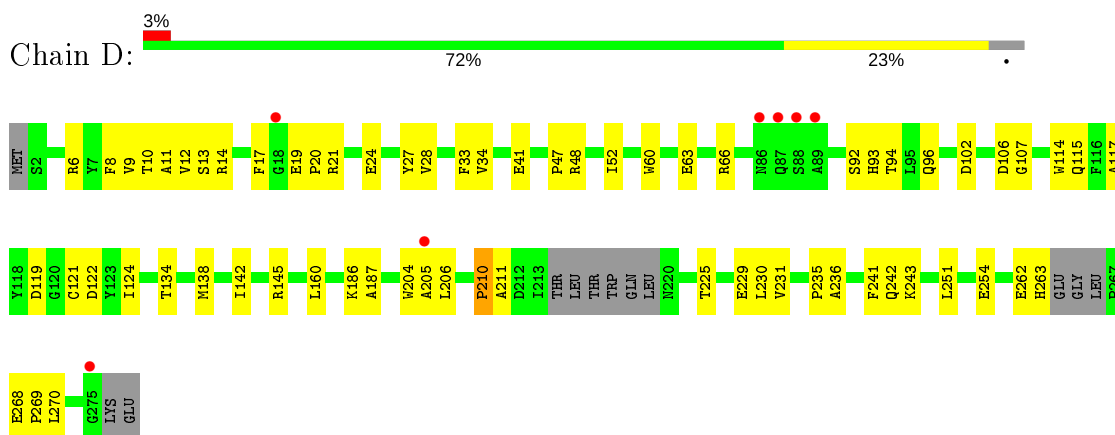 3%
Chain D:
72% 23% •
MET S2 R6 Y7 F8 V9 T10 A11 V12 S13 R14 F17 G18 E19 P20 R21 E24 Y27 V28 F33 V34 E41 P47 R48 I52 W60 E63 R66 N86 Q87 S88 A89 S92 H93 T94 L95 Q96 D102 D106 G107 W114 Q115 F116 A117
Y118 D119 G120 C121 D122 Y123 I124 T134 M138 I142 R145 L160 K186 A187 W204 A205 L206 P210 A211 D212 I213 THR LEU THR TRP GLN LEU N220 T225 E229 L230 V231 P235 A236 F241 Q242 K243 L251 E254 E262 H263 GLU GLY LEU P267
E268 P269 L270 G275 LYS GLU